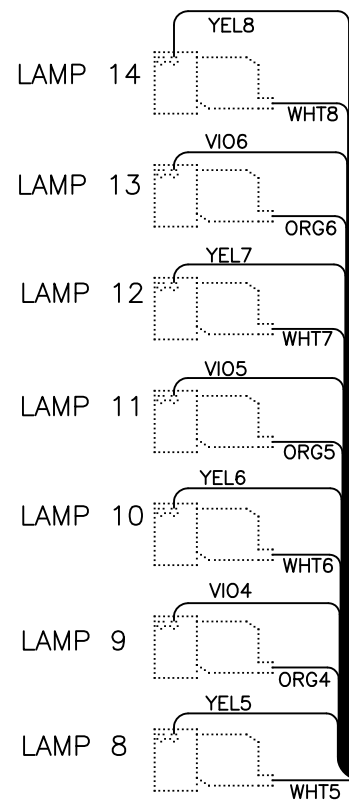 YEL8
LAMP 14
WHT8
VIO6
LAMP 13
ORG6
YEL7
LAMP 12
WHT7
VIO5
LAMP 11
ORG5
YEL6
LAMP 10
WHT6
VIO4
LAMP 9
ORG4
YEL5
LAMP 8
WHT5